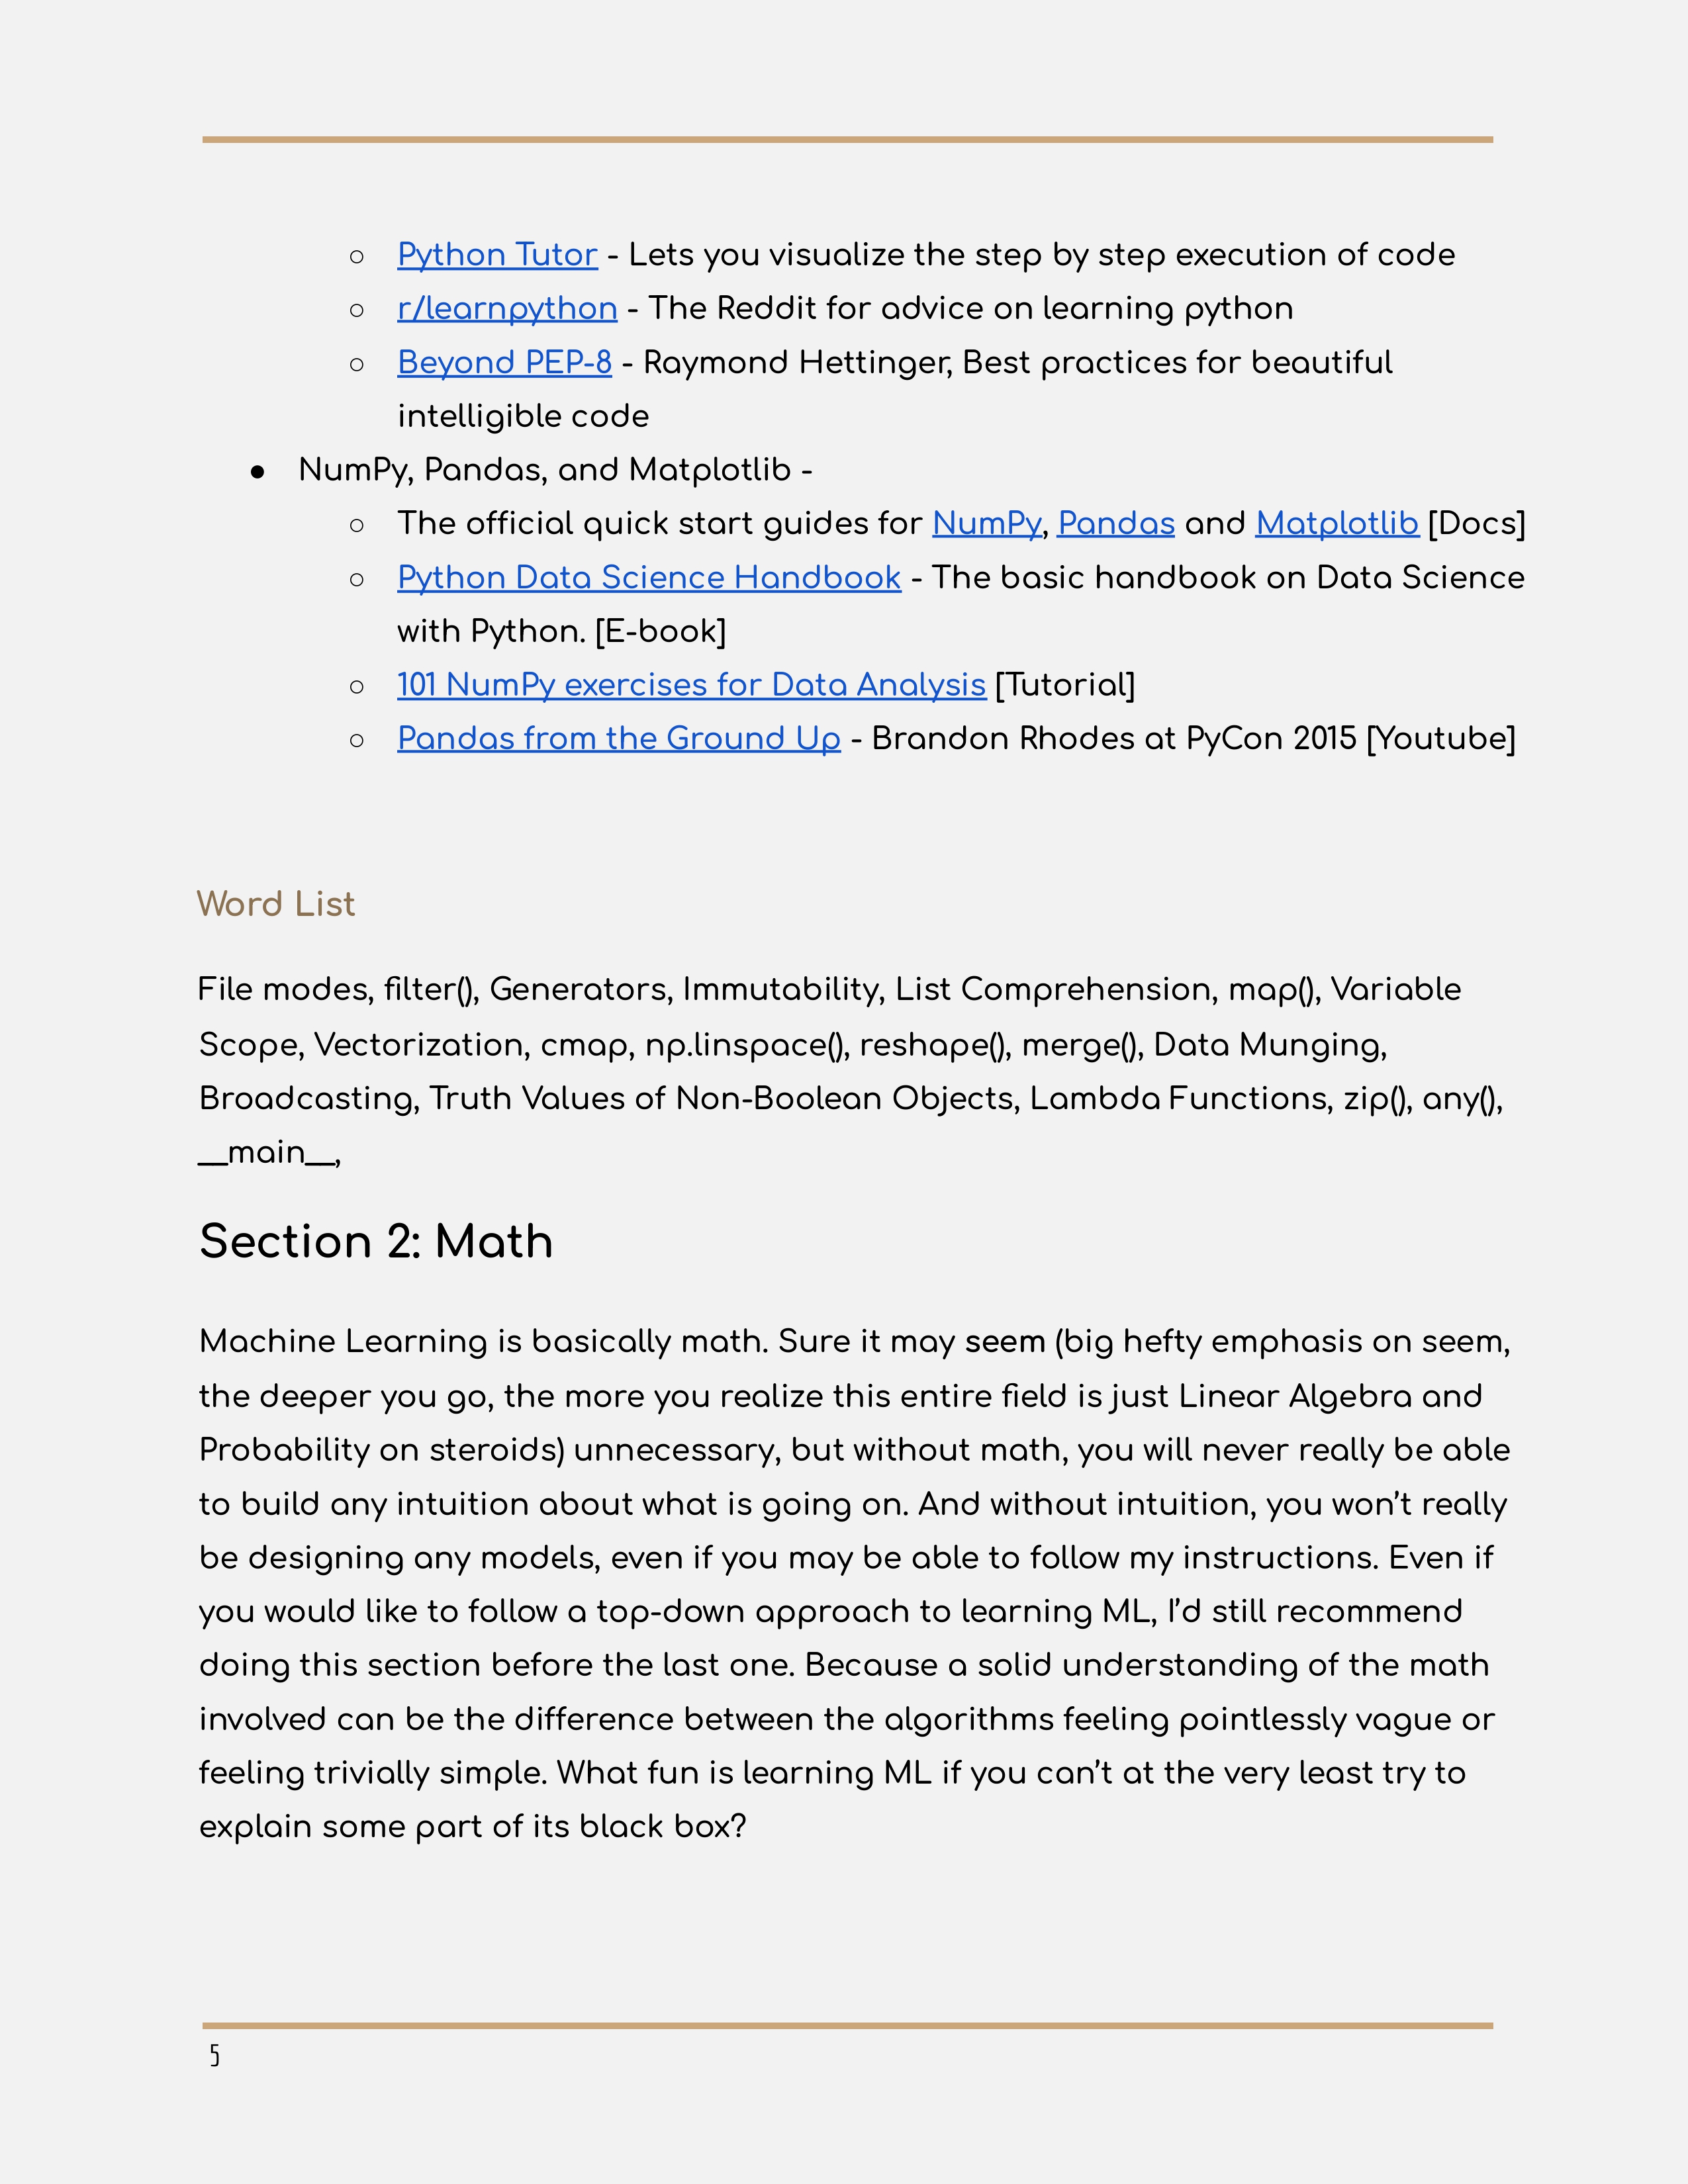 ○ Python Tutor - Lets you visualize the step by step execution of code
○ r/learnpython - The Reddit for advice on learning python
○ Beyond PEP-8 - Raymond Hettinger, Best practices for beautiful
intelligible code
● NumPy, Pandas, and Matplotlib -
○ The official quick start guides for NumPy, Pandas and Matplotlib [Docs]
○ Python Data Science Handbook - The basic handbook on Data Science
with Python. [E-book]
○ 101 NumPy exercises for Data Analysis [Tutorial]
○ Pandas from the Ground Up - Brandon Rhodes at PyCon 2015 [Youtube]
Word List
File modes, filter(), Generators, Immutability, List Comprehension, map(), Variable
Scope, Vectorization, cmap, np.linspace(), reshape(), merge(), Data Munging,
Broadcasting, Truth Values of Non-Boolean Objects, Lambda Functions, zip(), any(),
__main__,
Section 2: Math
Machine Learning is basically math. Sure it may seem (big hefty emphasis on seem,
the deeper you go, the more you realize this entire field is just Linear Algebra and
Probability on steroids) unnecessary, but without math, you will never really be able
to build any intuition about what is going on. And without intuition, you won’t really
be designing any models, even if you may be able to follow my instructions. Even if
you would like to follow a top-down approach to learning ML, I’d still recommend
doing this section before the last one. Because a solid understanding of the math
involved can be the difference between the algorithms feeling pointlessly vague or
feeling trivially simple. What fun is learning ML if you can’t at the very least try to
explain some part of its black box?
5